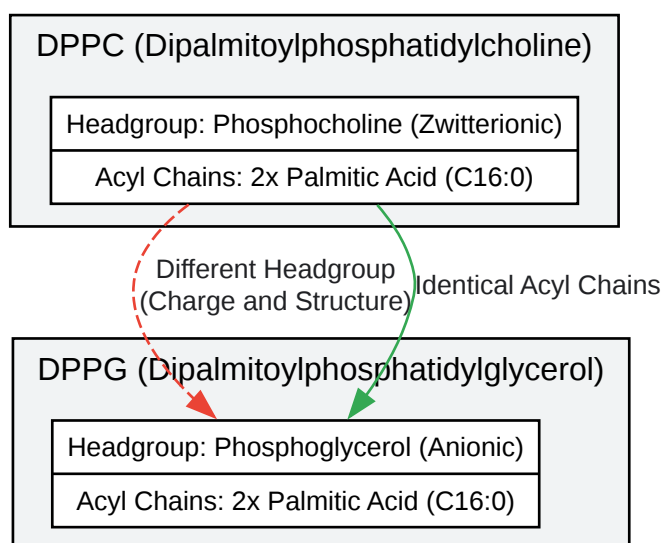 DPPC (Dipalmitoylphosphatidylcholine)
Headgroup: Phosphocholine (Zwitterionic)
Acyl Chains: 2x Palmitic Acid (C16:0)
Different Headgroup
(Charge and Structure)
Identical Acyl Chains
DPPG (Dipalmitoylphosphatidylglycerol)
Headgroup: Phosphoglycerol (Anionic)
Acyl Chains: 2x Palmitic Acid (C16:0)